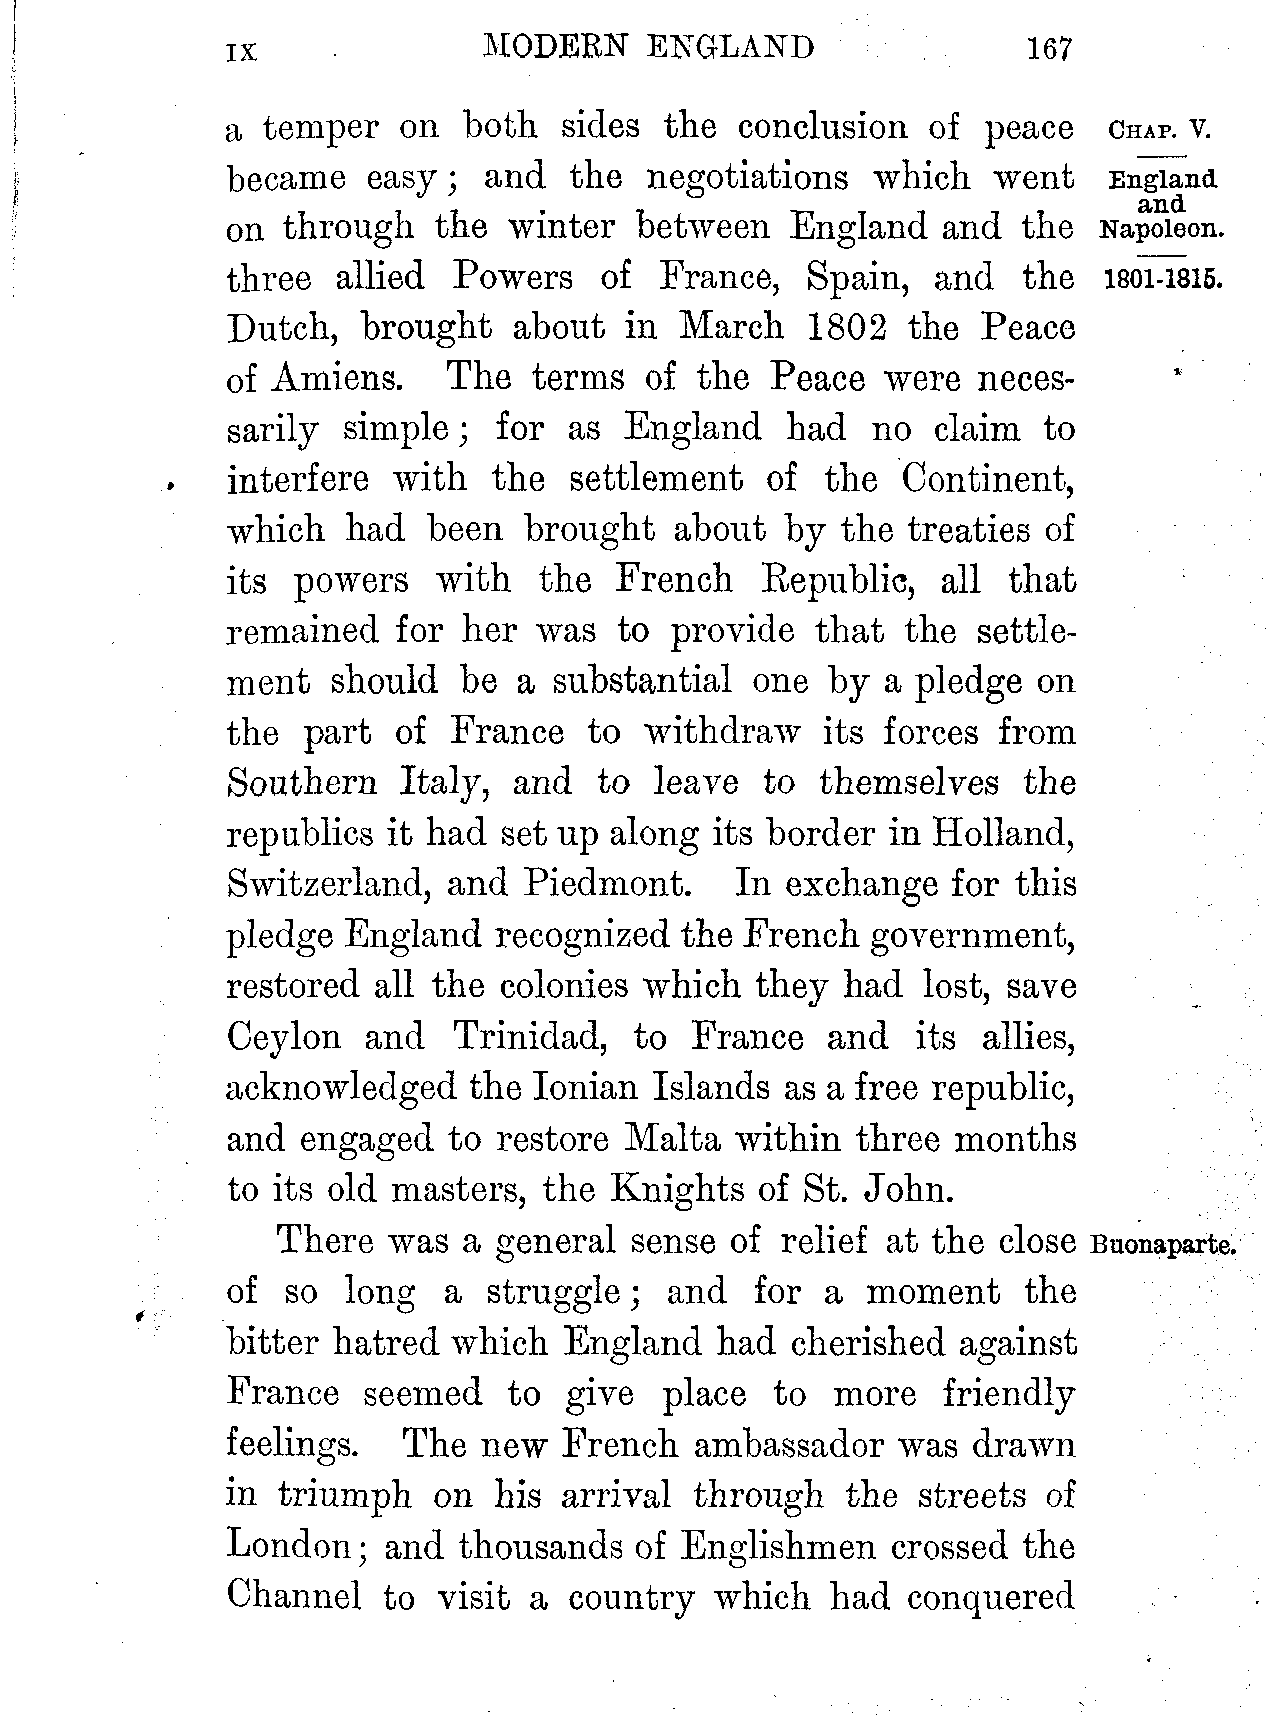 IX MODERN ENGLAND 167
a temper on both sides the conclusion of peace
became easy; and the negotiations which went
on through the winter between England and the
three allied Powers of France, Spain, and the
Dutch, brought about in March 1802 the Peace
of Amiens. The terms of the Peace were neces-
sarily simple; for as England had no claim to
interfere with the settlement of the Continent,
which had been brought about by the treaties of
its powers with the French Republic, all that
remained for her was to provide that the settle-
ment should be a substantial one by a pledge on
the part of France to withdraw its forces from
Southern Italy, and to leave to themselves the
republics it had set up along its border in Holland,
Switzerland, and Piedmont. In exchange for this
pledge England recognized the French government,
restored all the colonies which they had lost, save
Ceylon and Trinidad, to France and its allies,
acknowledged the Ionian Islands as a free republic,
and engaged to restore Malta within three months
to its old masters, the Knights of St. John.
There was a general sense of relief at the close
of so long a struggle; and for a moment the
bitter hatred which England had cherished against
France seemed to give place to more friendly
feelings. The new French ambassador was drawn
in triumph on his arrival through the streets of
London; and thousands of Englishmen crossed the
Channel to visit a country which had conquered
CHAP. V.
England
and
Napoleon.
1801-1815.
Buonaparte.